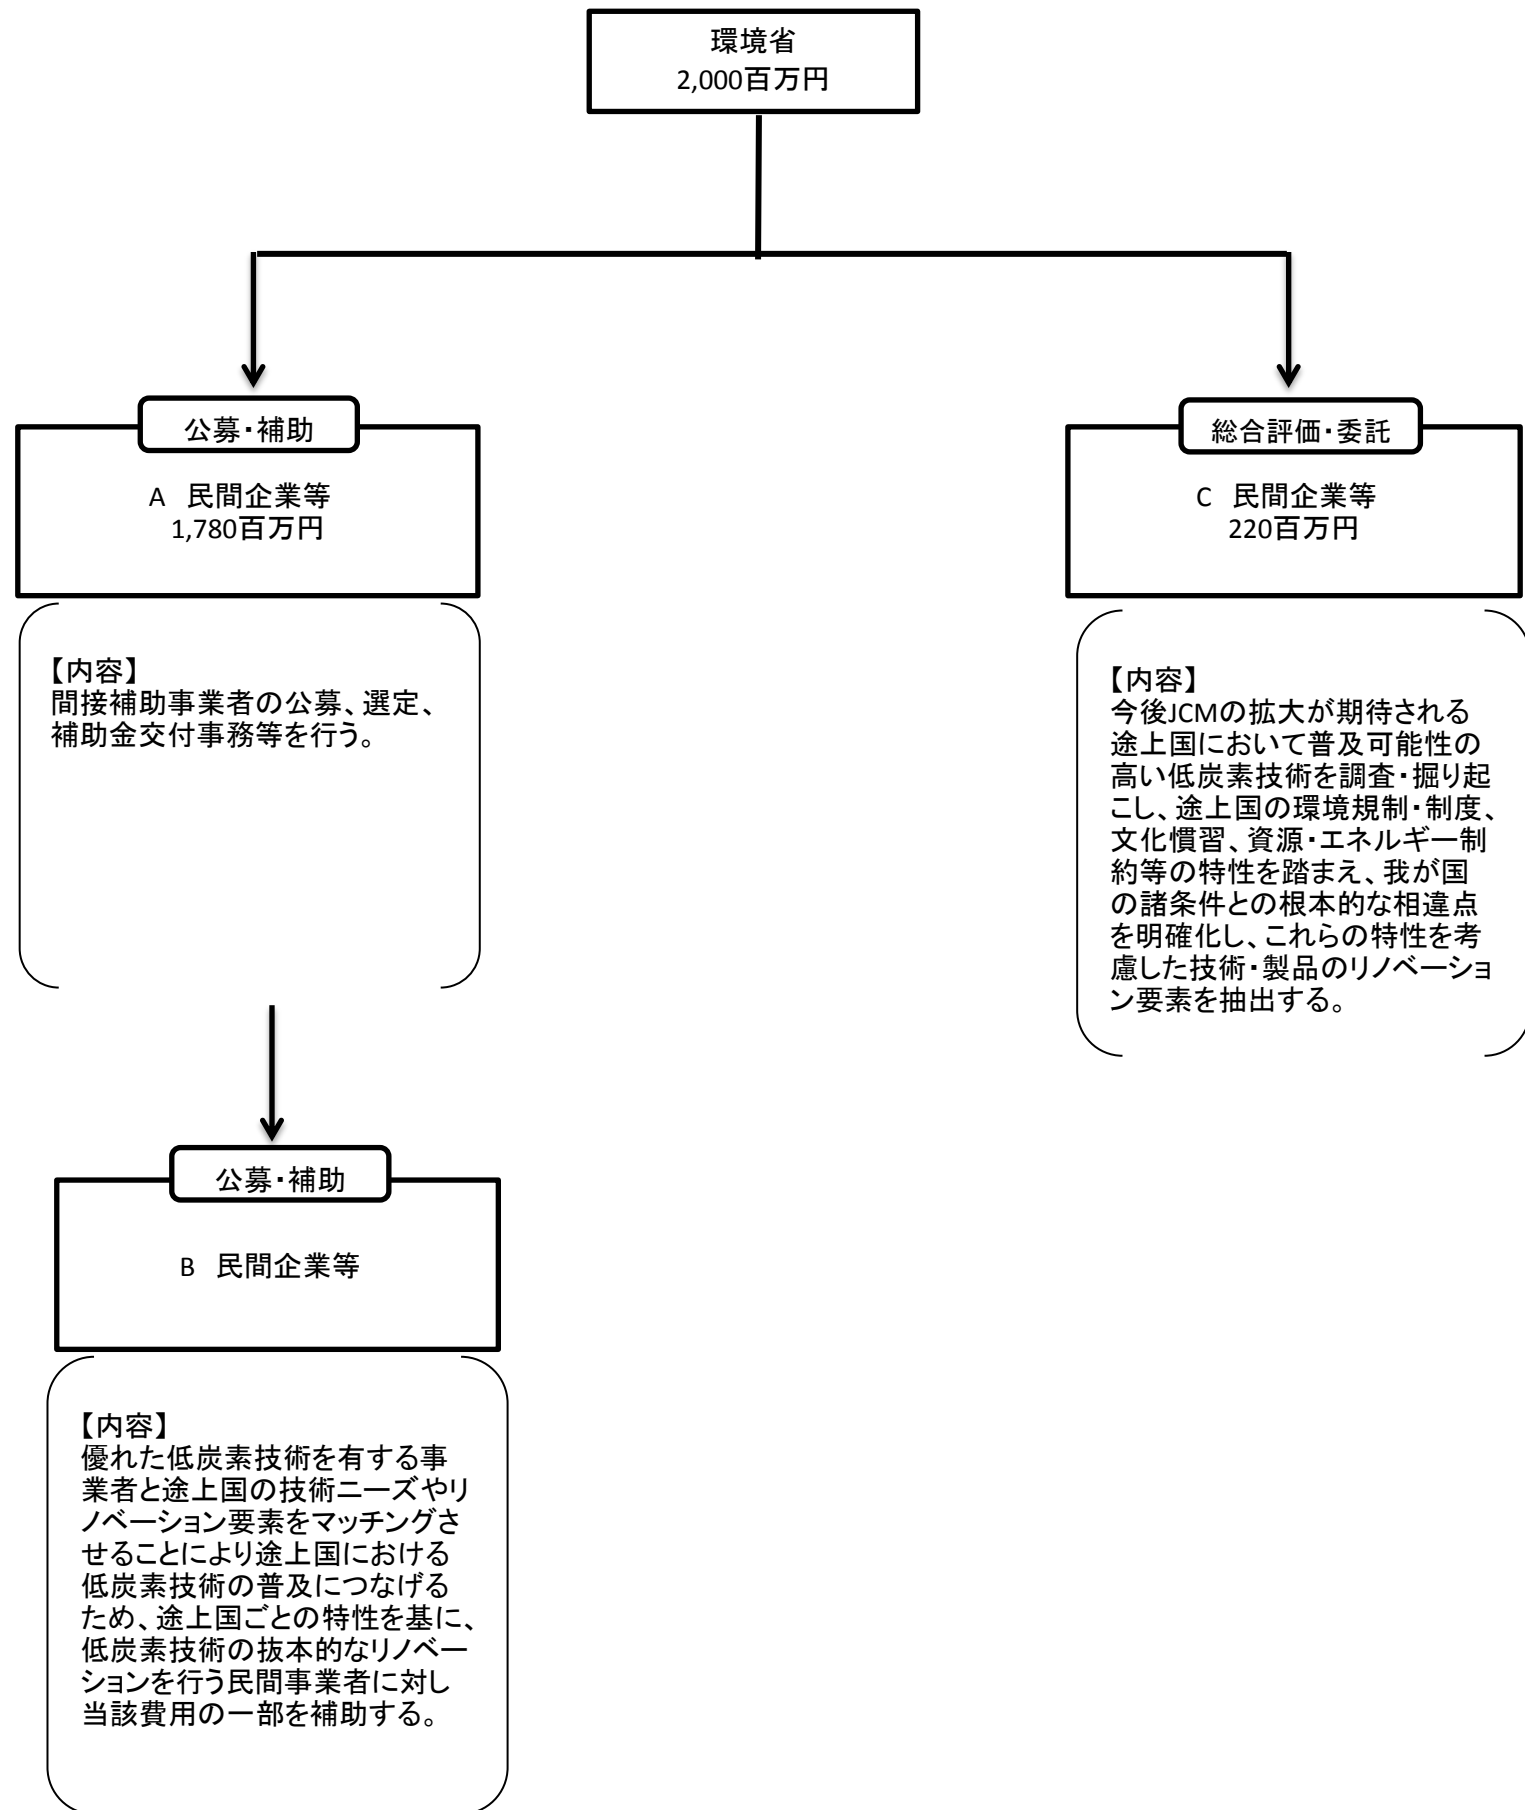 環境省
2,000百万円
公募・補助
A 民間企業等
1,780百万円
【内容】
間接補助事業者の公募、選定、
補助金交付事務等を行う。
総合評価・委託
C 民間企業等
220百万円
【内容】
今後JCMの拡大が期待される
途上国において普及可能性の
高い低炭素技術を調査・掘り起
こし、途上国の環境規制・制度、
文化慣習、資源・エネルギー制
約等の特性を踏まえ、我が国
の諸条件との根本的な相違点
を明確化し、これらの特性を考
慮した技術・製品のリノベーショ
ン要素を抽出する。
公募・補助
B 民間企業等
【内容】
優れた低炭素技術を有する事
業者と途上国の技術ニーズやリ
ノベーション要素をマッチングさ
せることにより途上国における
低炭素技術の普及につなげる
ため、途上国ごとの特性を基に、
低炭素技術の抜本的なリノベー
ションを行う民間事業者に対し
当該費用の一部を補助する。